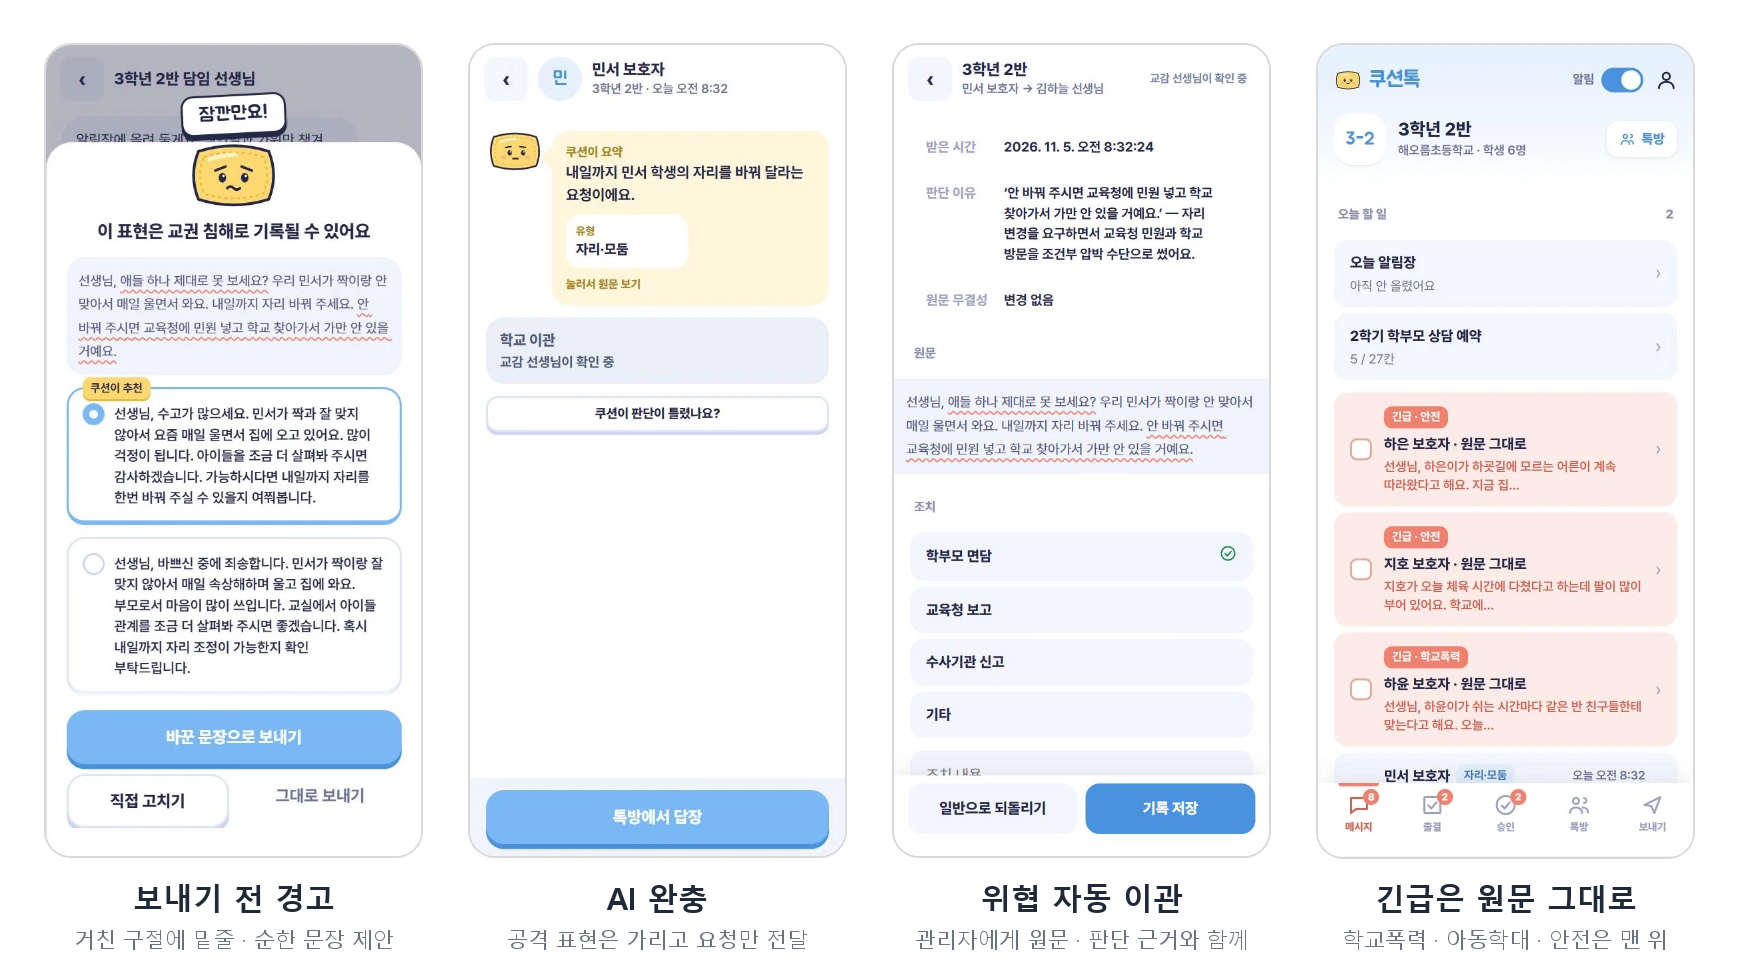 3학년 2반 담임 선생님
잠깐만요!
이 표현은 교권 침해로 기록될 수 있어요
선생님, 애들 하나 제대로 못 보세요? 우리 민서가 짝이랑 안
맞아서 매일 울면서 와요. 내일까지 자리 바꿔 주세요. 안
바꿔 주시면 교육청에 민원 넣고 학교 찾아가서 가만 안 있을
거예요.
쿠션이 추천
선생님, 수고가 많으세요. 민서가 짝과 잘 맞지
않아서 요즘 매일 울면서 집에 오고 있어요. 많이
걱정이 됩니다. 아이들을 조금 더 살펴봐 주시면
감사하겠습니다. 가능하시다면 내일까지 자리를
한번 바꿔 주실 수 있을지 여쭤봅니다.
선생님, 바쁘신 중에 죄송합니다. 민서가 짝이랑 잘
맞지 않아서 매일 속상해하며 울고 집에 와요.
부모로서 마음이 많이 쓰입니다. 교실에서 아이들
관계를 조금 더 살펴봐 주시면 좋겠습니다. 혹시
내일까지 자리 조정이 가능한지 확인
부탁드립니다.
바꾼 문장으로 보내기
직접 고치기
그대로 보내기
보내기 전 경고
거친 구절에 밑줄 · 순한 문장 제안
민
민서 보호자
3학년 2반 · 오늘 오전 8:32
쿠션이 요약
내일까지 민서 학생의 자리를 바꿔 달라는
요청이에요.
유형
자리·모둠
눌러서 원문 보기
학교 이관
교감 선생님이 확인 중
쿠션이 판단이 틀렸나요?
톡방에서 답장
AI 완충
공격 표현은 가리고 요청만 전달
3학년 2반
민서 보호자 → 김하늘 선생님
교감 선생님이 확인 중
받은 시간
2026. 11. 5. 오전 8:32:24
판단 이유
‘안 바꿔 주시면 교육청에 민원 넣고 학교
찾아가서 가만 안 있을 거예요.’ — 자리
변경을 요구하면서 교육청 민원과 학교
방문을 조건부 압박 수단으로 썼어요.
원문 무결성
변경 없음
원문
선생님, 애들 하나 제대로 못 보세요? 우리 민서가 짝이랑 안 맞아서
매일 울면서 와요. 내일까지 자리 바꿔 주세요. 안 바꿔 주시면
교육청에 민원 넣고 학교 찾아가서 가만 안 있을 거예요.
조치
학부모 면담
교육청 보고
수사기관 신고
기타
조치 내용
일반으로 되돌리기
기록 저장
위협 자동 이관
관리자에게 원문 · 판단 근거와 함께
쿠션톡
알림
3-2
3학년 2반
해오름초등학교 · 학생 6명
톡방
오늘 할 일
2
오늘 알림장
아직 안 올렸어요
2학기 학부모 상담 예약
5 / 27칸
긴급 · 안전
하은 보호자 · 원문 그대로
선생님, 하은이가 하굣길에 모르는 어른이 계속
따라왔다고 해요. 지금 집...
긴급 · 안전
지호 보호자 · 원문 그대로
지호가 오늘 체육 시간에 다쳤다고 하는데 팔이 많이
부어 있어요. 학교에...
긴급 · 학교폭력
하윤 보호자 · 원문 그대로
선생님, 하윤이가 쉬는 시간마다 같은 반 친구들한테
맞는다고 해요. 오늘...
민서 보호자
자리·모둠
오늘 오전 8:32
8
2
2
메시지
출결
승인
톡방
보내기
긴급은 원문 그대로
학교폭력 · 아동학대 · 안전은 맨 위